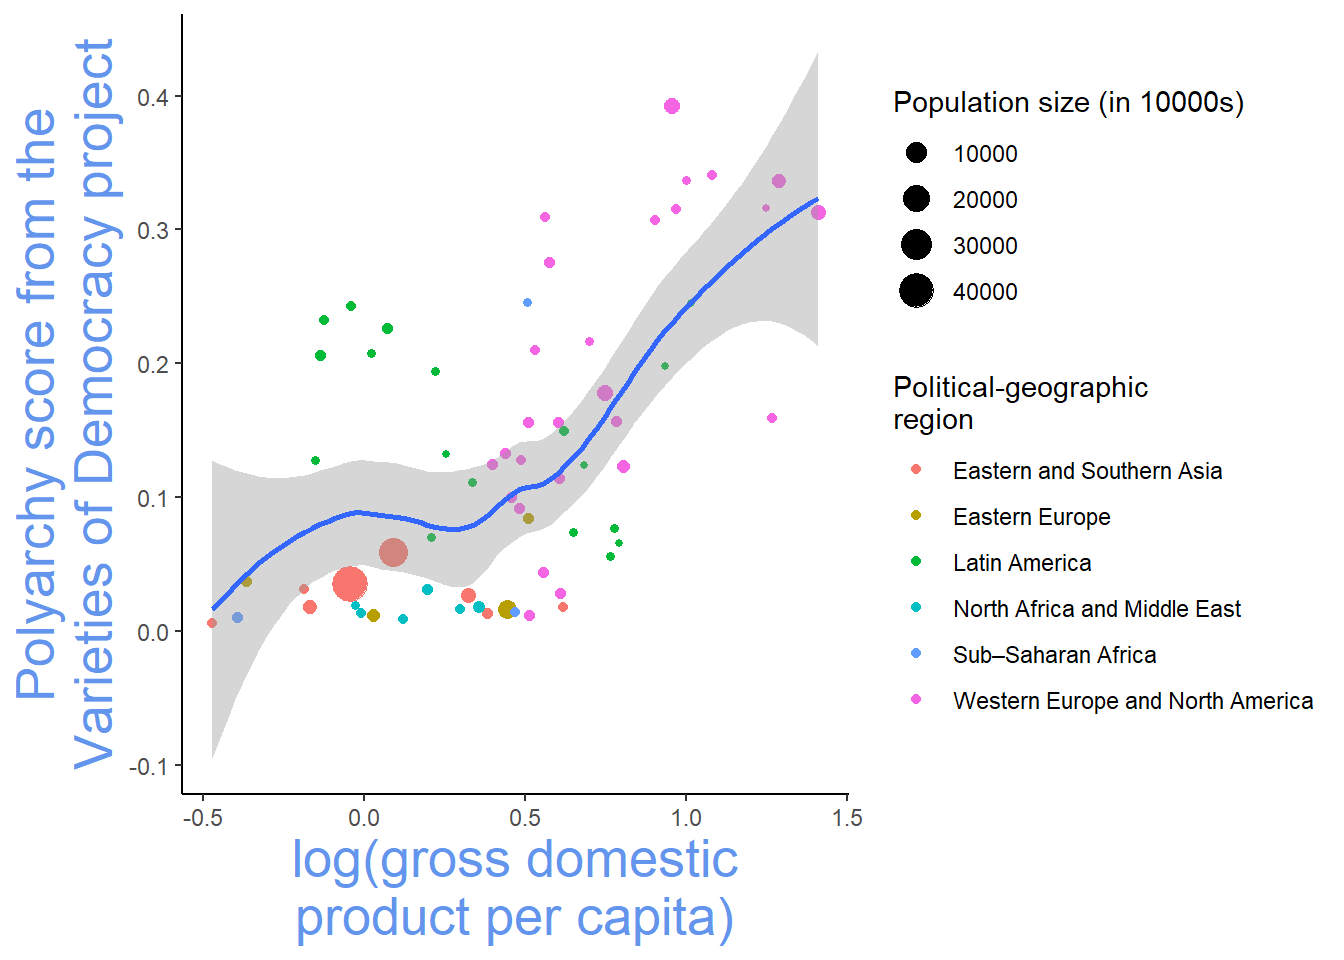 Polyarchy score from the
Varieties of Democracy project
0.4
0.3
0.2
0.1
0.0
-0.1
-0.5
0.0
0.5
1.0
1.5
log(gross domestic
product per capita)
Population size (in 10000s)
10000
20000
30000
40000
Political-geographic
region
Eastern and Southern Asia
Eastern Europe
Latin America
North Africa and Middle East
Sub–Saharan Africa
Western Europe and North America